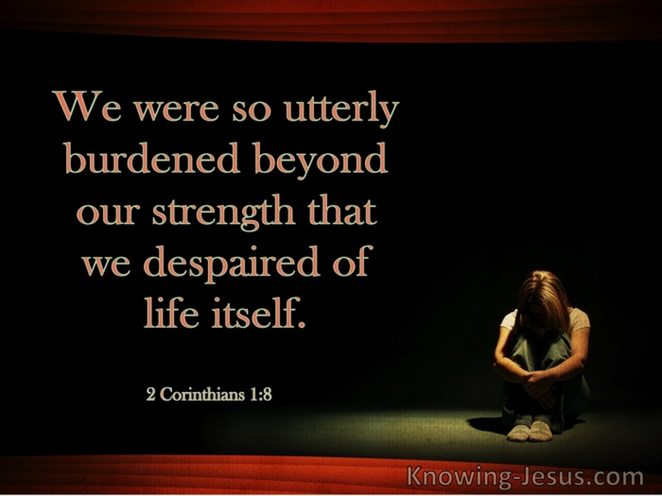 We were so utterly
burdened beyond
our strength that
we despaired of
life itself.
2 Corinthians 1:8
Knowing-Jesus.com